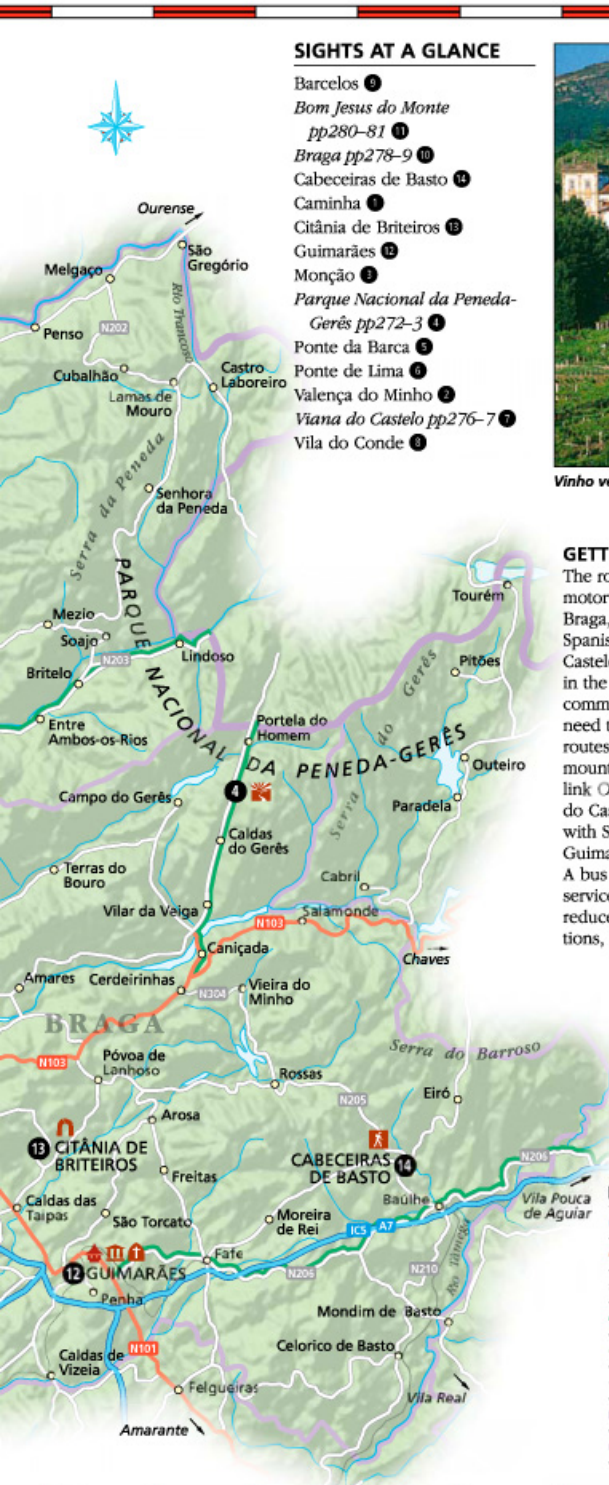 SIGHTS AT A GLANCE
Barcelos 9
Bom Jesus do Monte
pp280–81 11
Braga pp278–9 10
Cabeceiras de Basto 14
Caminha 1
Citânia de Briteiros 13
Guimarães 12
Monção 3
Parque Nacional da Peneda-
Gerês pp272–3 4
Ponte da Barca 5
Ponte de Lima 6
Valença do Minho 2
Viana do Castelo pp276–7 7
Vila do Conde 8
Vinho ve
GETT
The ro
motor
Braga,
Spanis
Castel
in the
comm
need t
routes
mount
link O
do Cas
with S
Guima
A bus
service
reduce
tions,
Ourense
São
Gregório
Melgaço
Rio Trancoso
Penso
N202
Cubalhão
Castro
Laboreiro
Lamas de
Mouro
Serra da Peneda
Senhora
da Peneda
PARQUE NACIONAL DA PENEDA-GERÊS
Tourém
Mezio
Soajo
N203
Lindoso
Britelo
Pitões
Serra do Gerês
Entre
Ambos-os-Rios
Portela do
Homem
4
Outeiro
Campo do Gerês
Paradela
Caldas
do Gerês
Terras do
Bouro
Cabril
Vilar da Veiga
Salamonde
N103
Caniçada
Chaves
Amares
Cerdeirinhas
N304
Vieira do
Minho
BRAGA
N103
Póvoa de
Lanhoso
Serra do Barroso
Rossas
N205
Eiró
Arosa
13 CITÂNIA DE
BRITEIROS
CABECEIRAS
DE BASTO 14
N206
Freitas
Caldas das
Taipas
São Torcato
Baúlhe
Vila Pouca
de Aguiar
Moreira
de Rei
IC5 A7
Fafe
12 GUIMARÃES
N206
N210
Rio Tâmega
Penha
Mondim de Basto
N101
Celorico de Basto
Caldas de
Vizeia
Felgueiras
Vila Real
Amarante